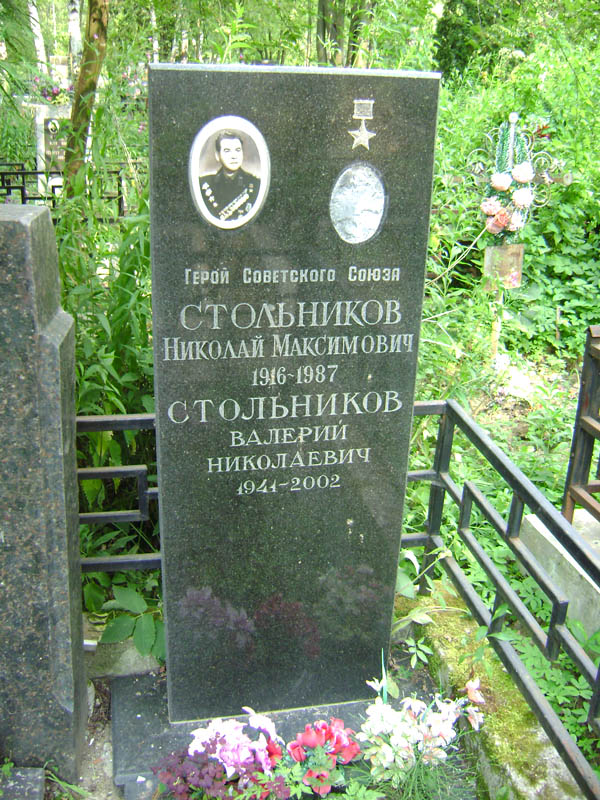 Герой Советского Союза
СТОЛЬНИКОВ
Николай Максимович
1916-1987
СТОЛЬНИКОВ
ВАЛЕРИЙ
НИКОЛАЕВИЧ
1941-2002